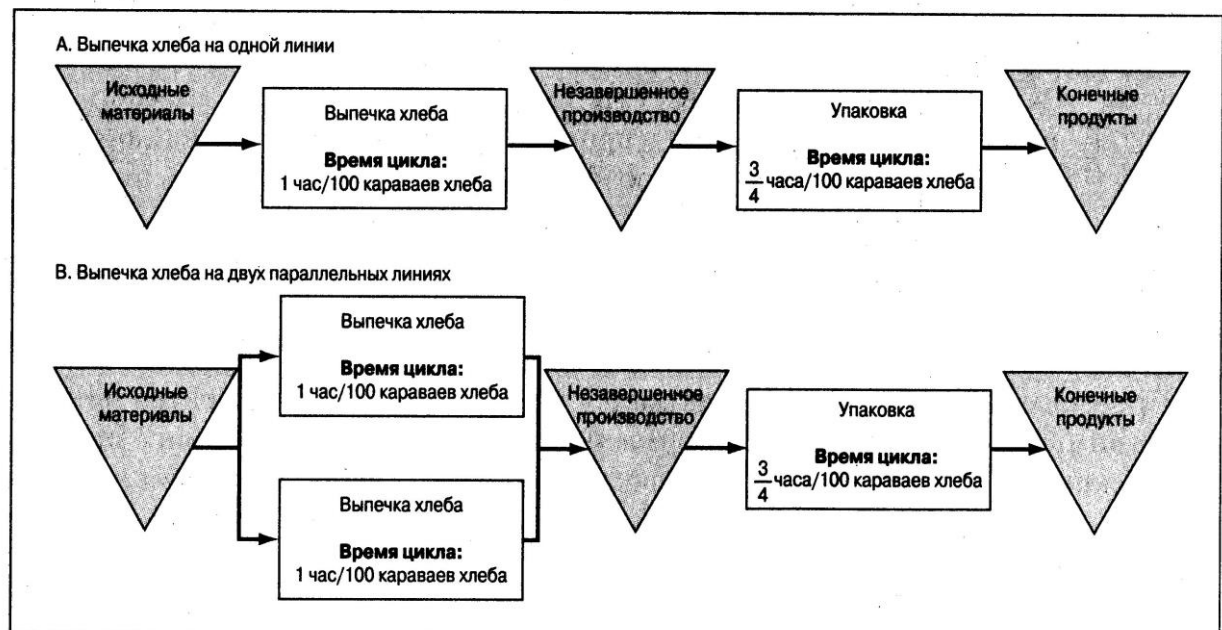 А. Выпечка хлеба на одной линии
Исходные
материалы
Выпечка хлеба
Время цикла:
1 час/100 караваев хлеба
Незавершенное
производство
Упаковка
Время цикла:
3/4 часа/100 караваев хлеба
Конечные
продукты
В. Выпечка хлеба на двух параллельных линиях
Исходные
материалы
Выпечка хлеба
Время цикла:
1 час/100 караваев хлеба
Выпечка хлеба
Время цикла:
1 час/100 караваев хлеба
Незавершенное
производство
Упаковка
Время цикла:
3/4 часа/100 караваев хлеба
Конечные
продукты